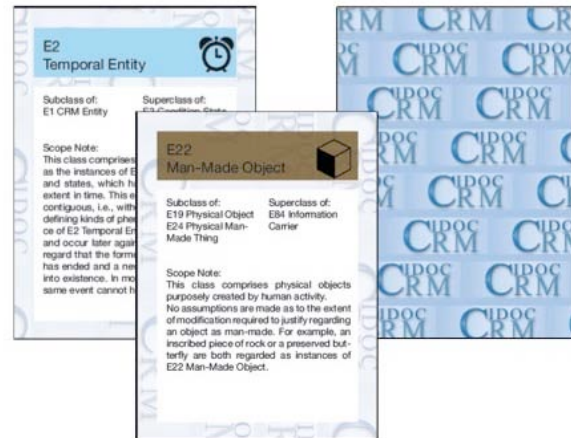 E2
Temporal Entity
Subclass of:
E1 CRM Entity
Superclass of:
E3 Condition State
Scope Note:
This class comprises
as the instances of E
and states, which h
extent in time. This e
contiguous, i.e., with
defining kinds of phe
ce of E2 Temporal En
and occur later agai
regard that the forme
has ended and a ne
into existence. In mo
same event cannot h
E22
Man-Made Object
Subclass of:
E19 Physical Object
E24 Physical Man-
Made Thing
Superclass of:
E84 Information
Carrier
Scope Note:
This class comprises physical objects
purposely created by human activity.
No assumptions are made as to the extent
of modification required to justify regarding
an object as man-made. For example, an
inscribed piece of rock or a preserved but-
terfly are both regarded as instances of
E22 Man-Made Object.
CIDOC CRM